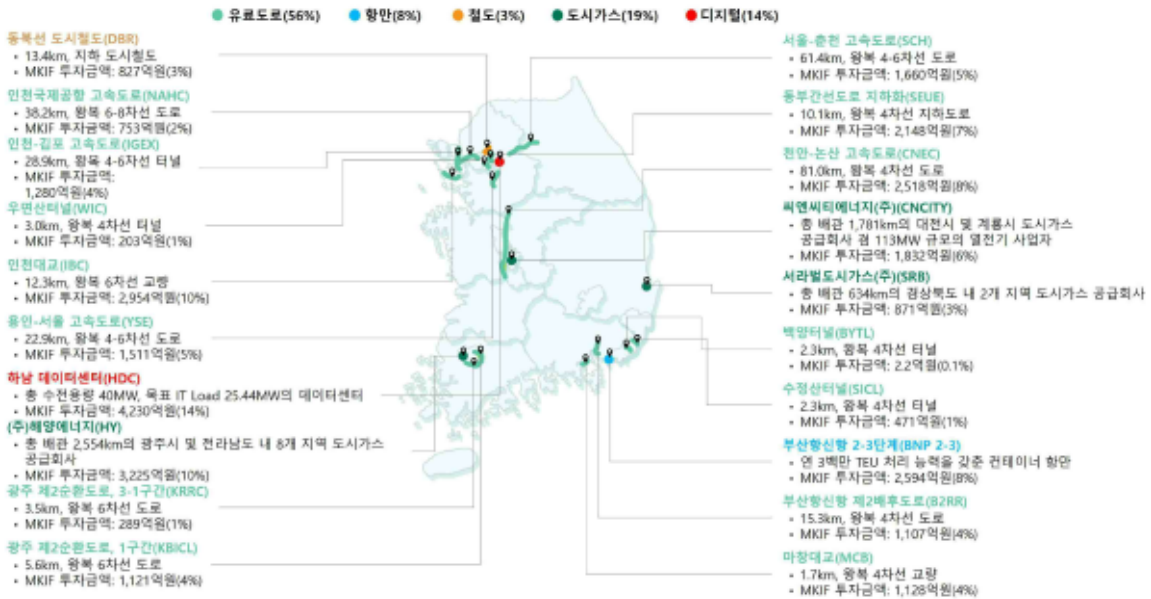 유료도로(56%) 항만(8%) 철도(3%) 도시가스(19%) 디지털(14%)
동북선 도시철도(DBR)
• 13.4km, 지하 도시철도
• MKIF 투자금액: 827억원(3%)
인천국제공항 고속도로(NAHC)
• 38.2km, 왕복 6-8차선 도로
• MKIF 투자금액: 753억원(2%)
인천-김포 고속도로(IGEX)
• 28.9km, 왕복 4-6차선 터널
• MKIF 투자금액:
1,280억원(4%)
우면산터널(WIC)
• 3.0km, 왕복 4차선 터널
• MKIF 투자금액: 203억원(1%)
인천대교(IBC)
• 12.3km, 왕복 6차선 교량
• MKIF 투자금액: 2,954억원(10%)
용인-서울 고속도로(YSE)
• 22.9km, 왕복 4-6차선 도로
• MKIF 투자금액: 1,511억원(5%)
하남 데이터센터(HDC)
• 총 수전용량 40MW, 목표 IT Load 25.44MW의 데이터센터
• MKIF 투자금액: 4,230억원(14%)
(주)해양에너지(HY)
• 총 배관 2,554km의 광주시 및 전라남도 내 8개 지역 도시가스
공급회사
• MKIF 투자금액: 3,225억원(10%)
광주 제2순환도로, 3-1구간(KRRC)
• 3.5km, 왕복 6차선 도로
• MKIF 투자금액: 289억원(1%)
광주 제2순환도로, 1구간(KBICL)
• 5.6km, 왕복 6차선 도로
• MKIF 투자금액: 1,121억원(4%)
서울-춘천 고속도로(SCH)
• 61.4km, 왕복 4-6차선 도로
• MKIF 투자금액: 1,660억원(5%)
동부간선도로 지하화(SEUE)
• 10.1km, 왕복 4차선 지하도로
• MKIF 투자금액: 2,148억원(7%)
천안-논산 고속도로(CNEC)
• 81.0km, 왕복 4차선 도로
• MKIF 투자금액: 2,518억원(8%)
씨엔씨티에너지(주)(CNCITY)
• 총 배관 1,781km의 대전시 및 계룡시 도시가스
공급회사 겸 113MW 규모의 열전기 사업자
• MKIF 투자금액: 1,832억원(6%)
서라벌도시가스(주)(SRB)
• 총 배관 634km의 경상북도 내 2개 지역 도시가스 공급회사
• MKIF 투자금액: 871억원(3%)
백양터널(BYTL)
• 2.3km, 왕복 4차선 터널
• MKIF 투자금액: 2.2억원(0.1%)
수정산터널(SICL)
• 2.3km, 왕복 4차선 터널
• MKIF 투자금액: 471억원(1%)
부산항신항 2-3단계(BNP 2-3)
• 연 3백만 TEU 처리 능력을 갖춘 컨테이너 항만
• MKIF 투자금액: 2,594억원(8%)
부산항신항 제2배후도로(B2RR)
• 15.3km, 왕복 4차선 도로
• MKIF 투자금액: 1,107억원(4%)
마창대교(MCB)
• 1.7km, 왕복 4차선 교량
• MKIF 투자금액: 1,128억원(4%)